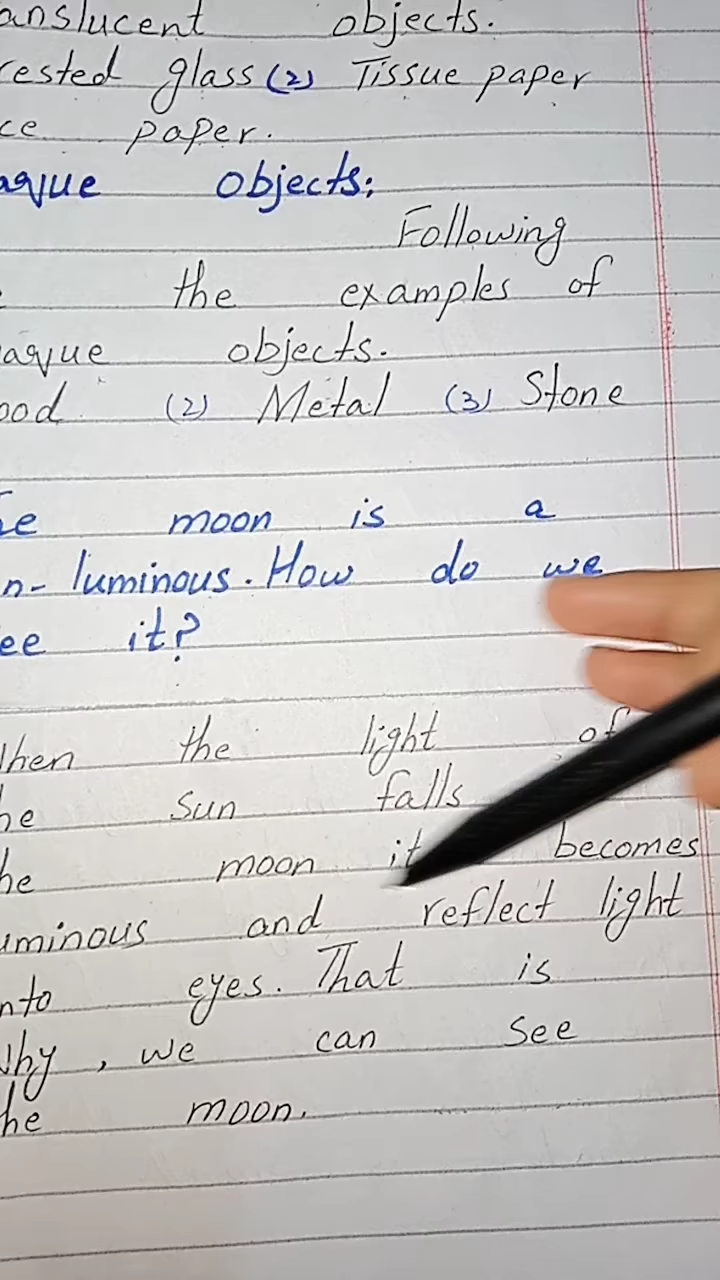 anslucent objects.
rested glass (2) Tissue paper
ce paper.
aque objects:
Following
the examples of
aque objects.
ood (2) Metal (3) Stone
e moon is a
n- luminous. How do we
ee it?
hen the light of
he sun falls
he moon it becomes
uminous and reflect light
nto eyes. That is
why, we can see
he moon.